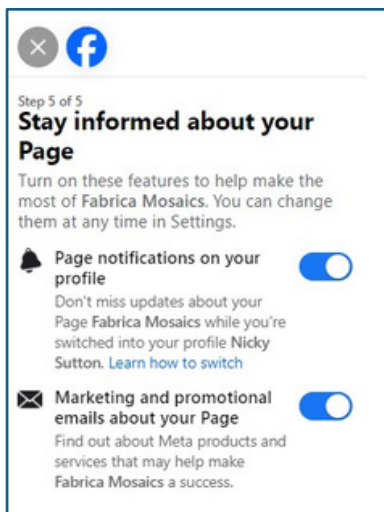 Step 5 of 5
Stay informed about your
Page
Turn on these features to help make the
most of Fabrica Mosaics. You can change
them at any time in Settings.
Page notifications on your
profile
Don't miss updates about your
Page Fabrica Mosaics while you're
switched into your profile Nicky
Sutton. Learn how to switch
Marketing and promotional
emails about your Page
Find out about Meta products and
services that may help make
Fabrica Mosaics a success.